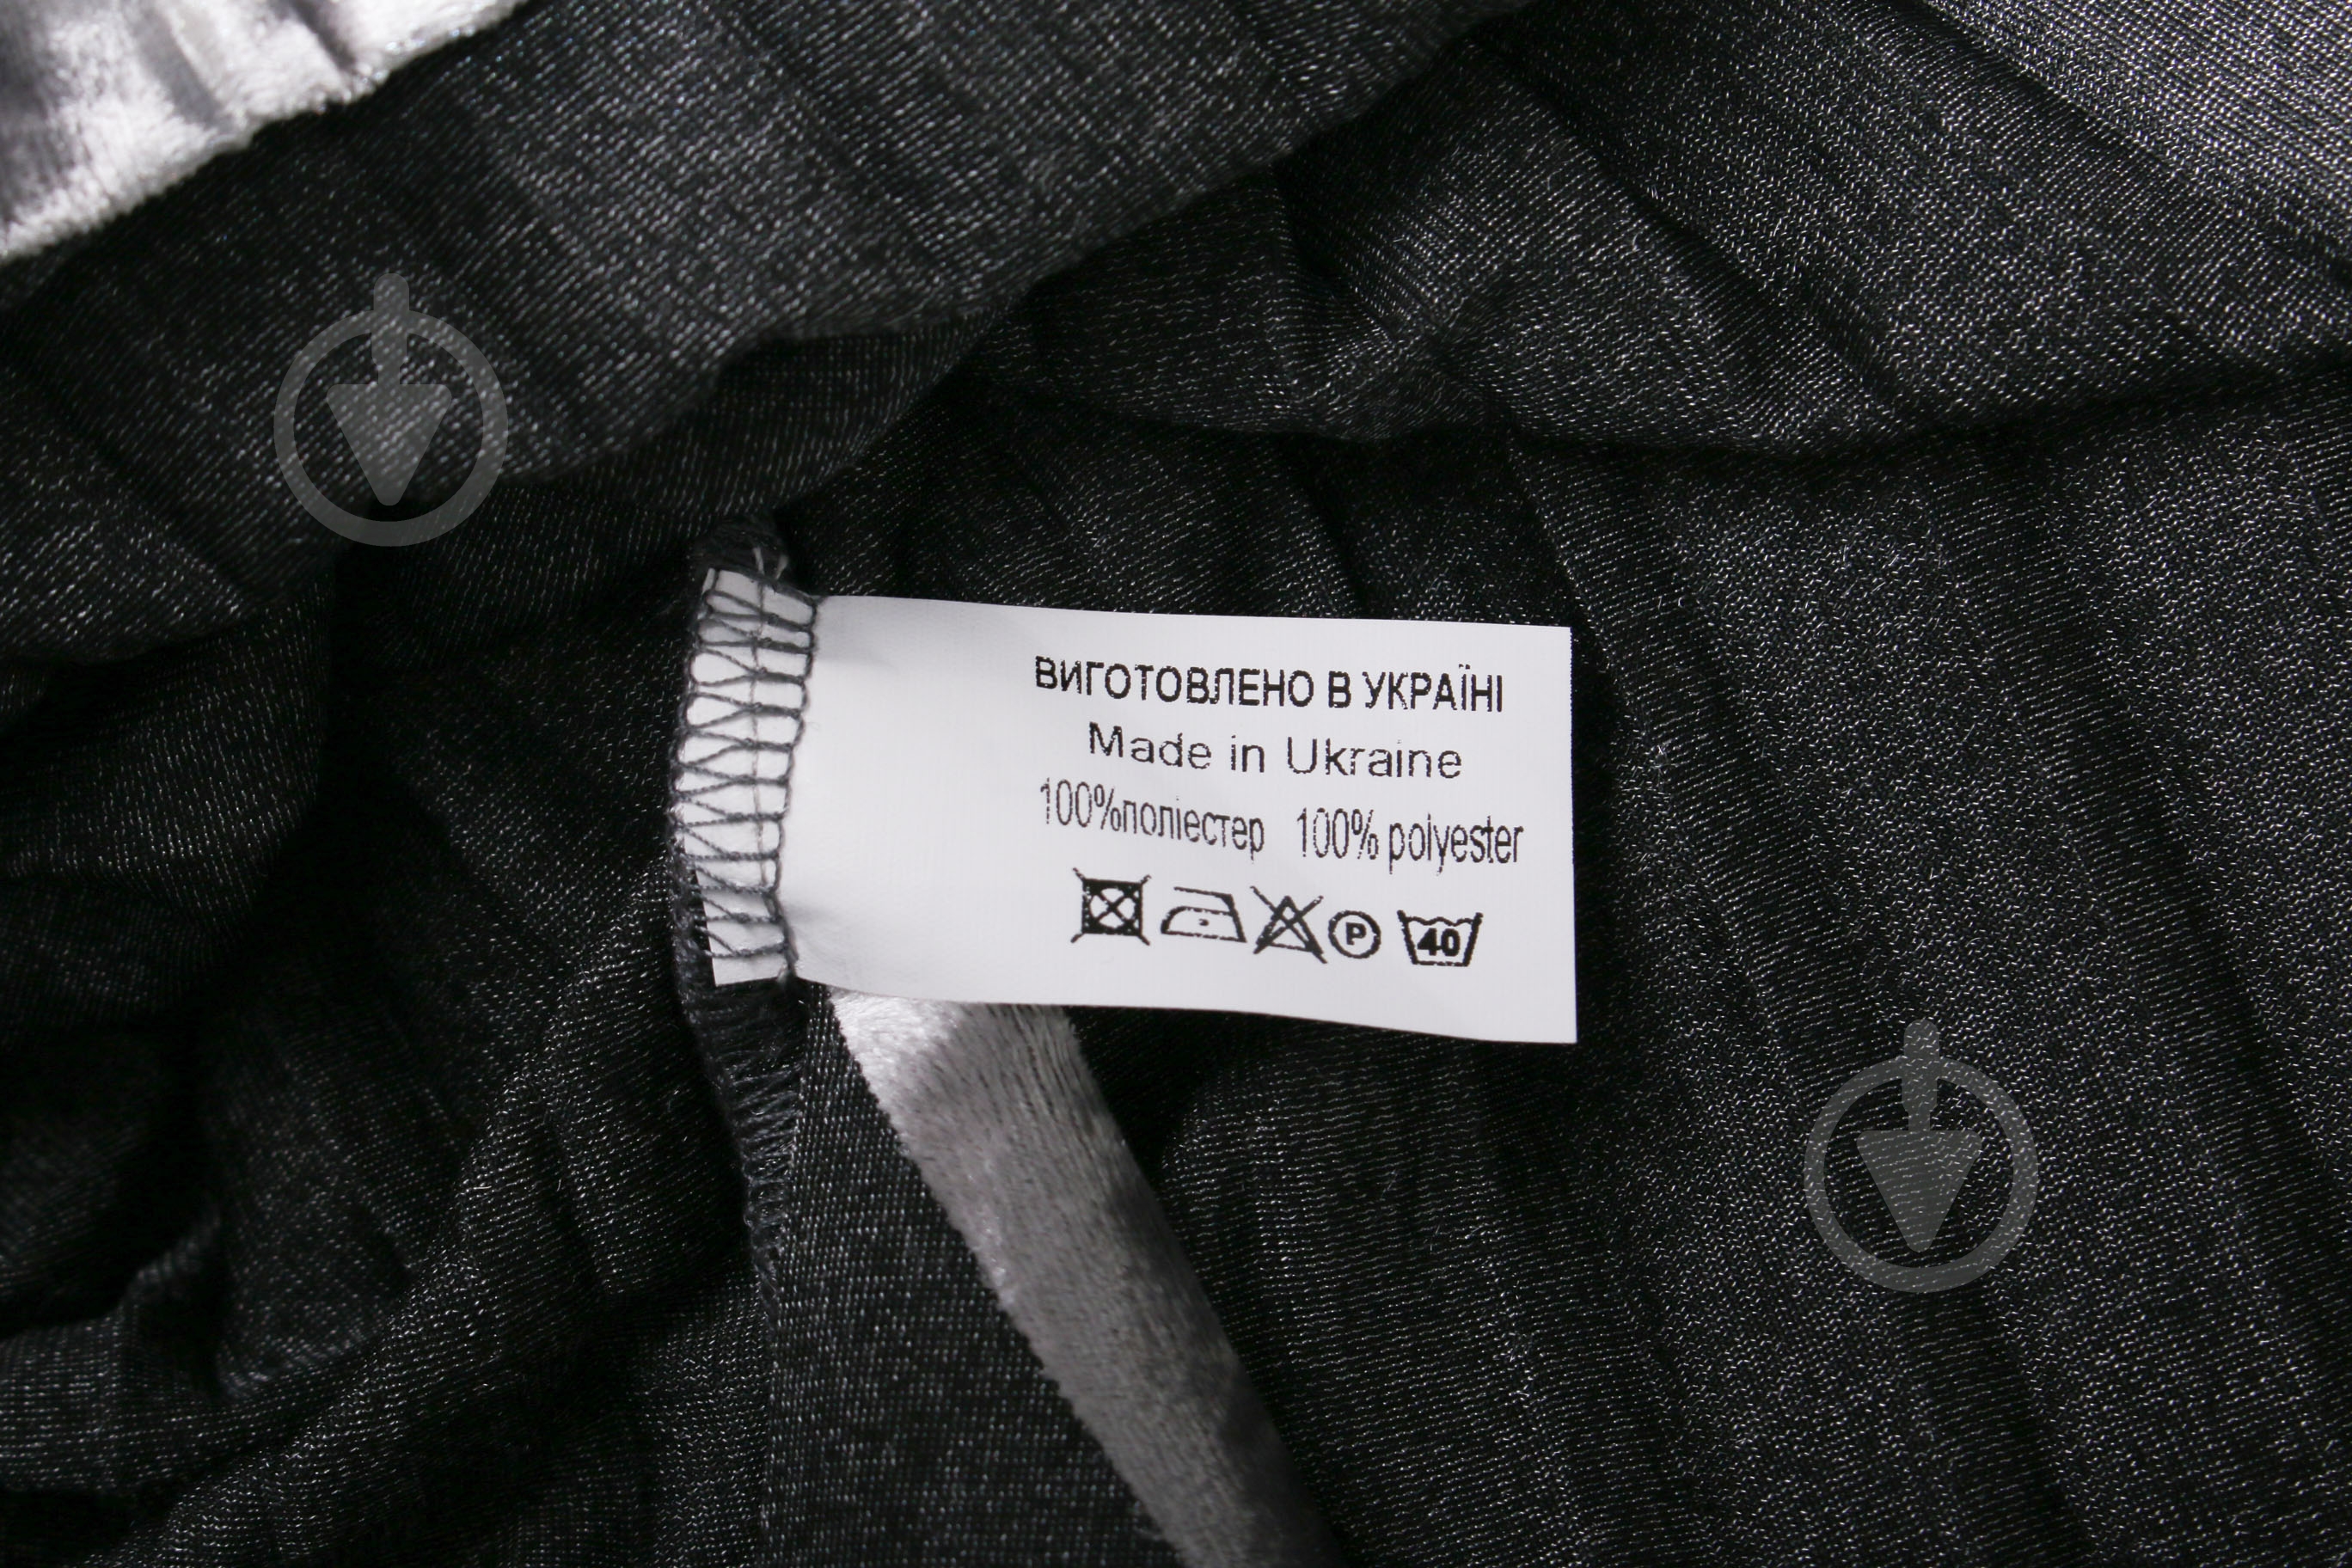 ВИГОТОВЛЕНО В УКРАЇНІ
Made in Ukraine
100%поліестер 100% polyester
P 40